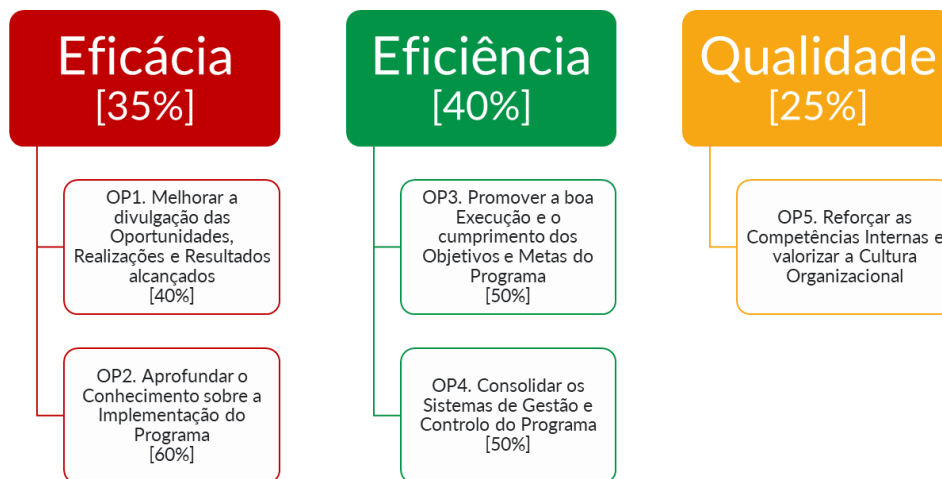 Eficácia
[35%]
OP1. Melhorar a
divulgação das
Oportunidades,
Realizações e Resultados
alcançados
[40%]
OP2. Aprofundar o
Conhecimento sobre a
Implementação do
Programa
[60%]
Eficiência
[40%]
OP3. Promover a boa
Execução e o
cumprimento dos
Objetivos e Metas do
Programa
[50%]
OP4. Consolidar os
Sistemas de Gestão e
Controlo do Programa
[50%]
Qualidade
[25%]
OP5. Reforçar as
Competências Internas e
valorizar a Cultura
Organizacional